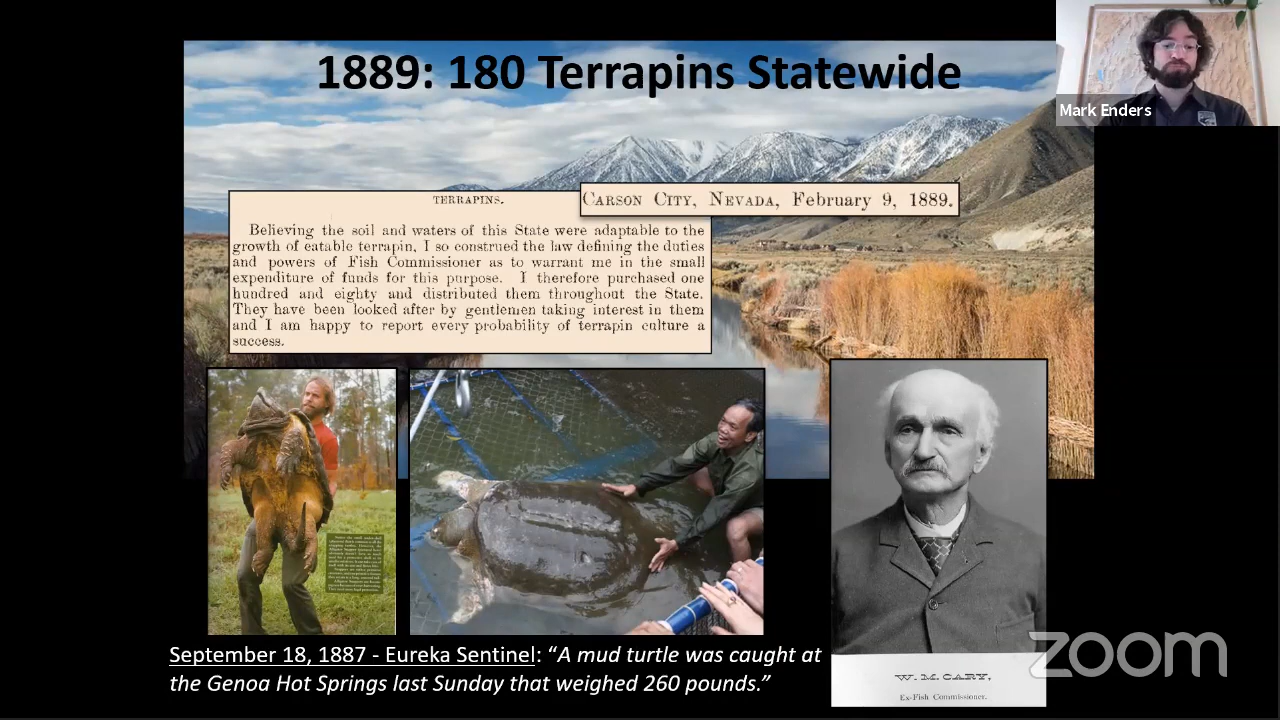 1889: 180 Terrapins Statewide
Mark Enders
TERRAPINS.
CARSON CITY, NEVADA, February 9, 1889.
Believing the soil and waters of this State were adaptable to the
growth of eatable terrapin, I so construed the law defining the duties
and powers of Fish Commissioner as to warrant me in the small
expenditure of funds for this purpose. I therefore purchased one
hundred and eighty and distributed them throughout the State.
They have been looked after by gentlemen taking interest in them
and I am happy to report every probability of terrapin culture a
success.
September 18, 1887 - Eureka Sentinel: “A mud turtle was caught at
the Genoa Hot Springs last Sunday that weighed 260 pounds.”
W. M. CARY,
Ex-Fish Commissioner.
zoom